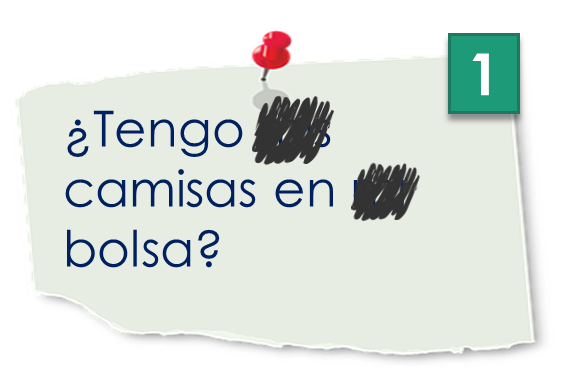 1
¿Tengo
camisas en
bolsa?